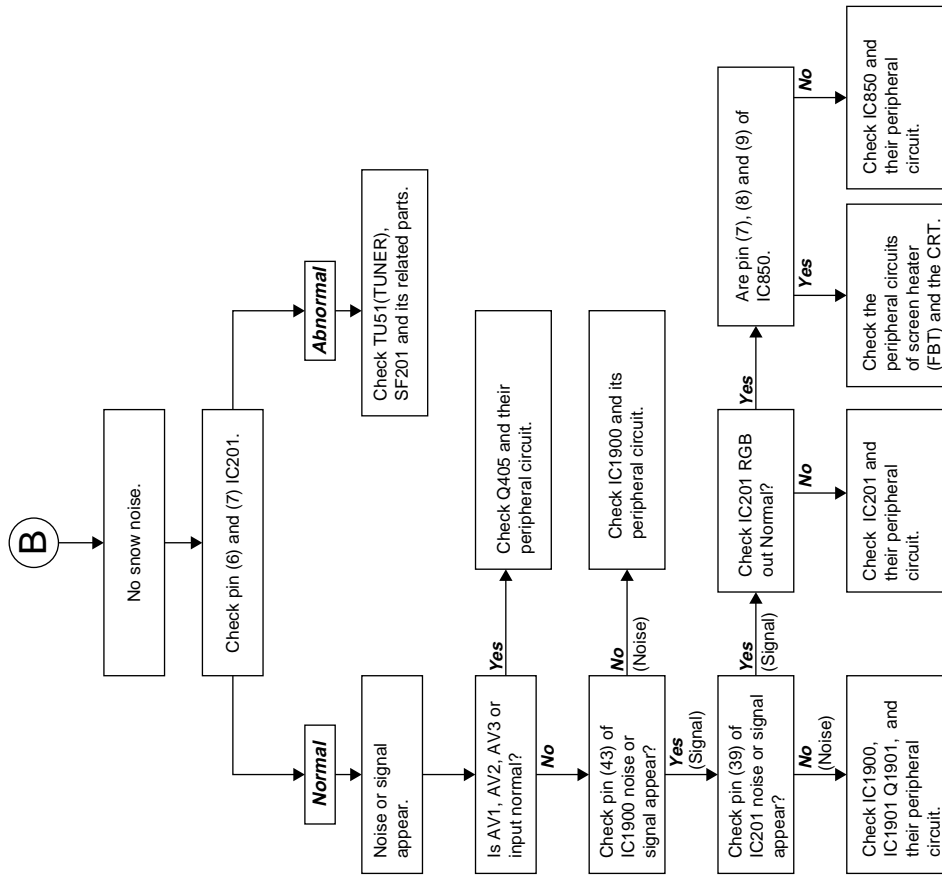 B
No snow noise.
Check pin (6) and (7) IC201.
Normal
Abnormal
Noise or signal
appear.
Check TU51(TUNER),
SF201 and its related parts.
Is AV1, AV2, AV3 or
input normal?
Yes
Check Q405 and their
peripheral circuit.
No
Check pin (43) of
IC1900 noise or
signal appear?
No
(Noise)
Check IC1900 and its
peripheral circuit.
Yes
(Signal)
Check pin (39) of
IC201 noise or signal
appear?
Yes
(Signal)
Check IC201 RGB
out Normal?
Yes
Are pin (7), (8) and (9) of
IC850.
No
(Noise)
No
Yes
No
Check IC1900,
IC1901 Q1901, and
their peripheral
circuit.
Check IC201 and
their peripheral
circuit.
Check the
peripheral circuits
of screen heater
(FBT) and the CRT.
Check IC850 and
their peripheral
circuit.